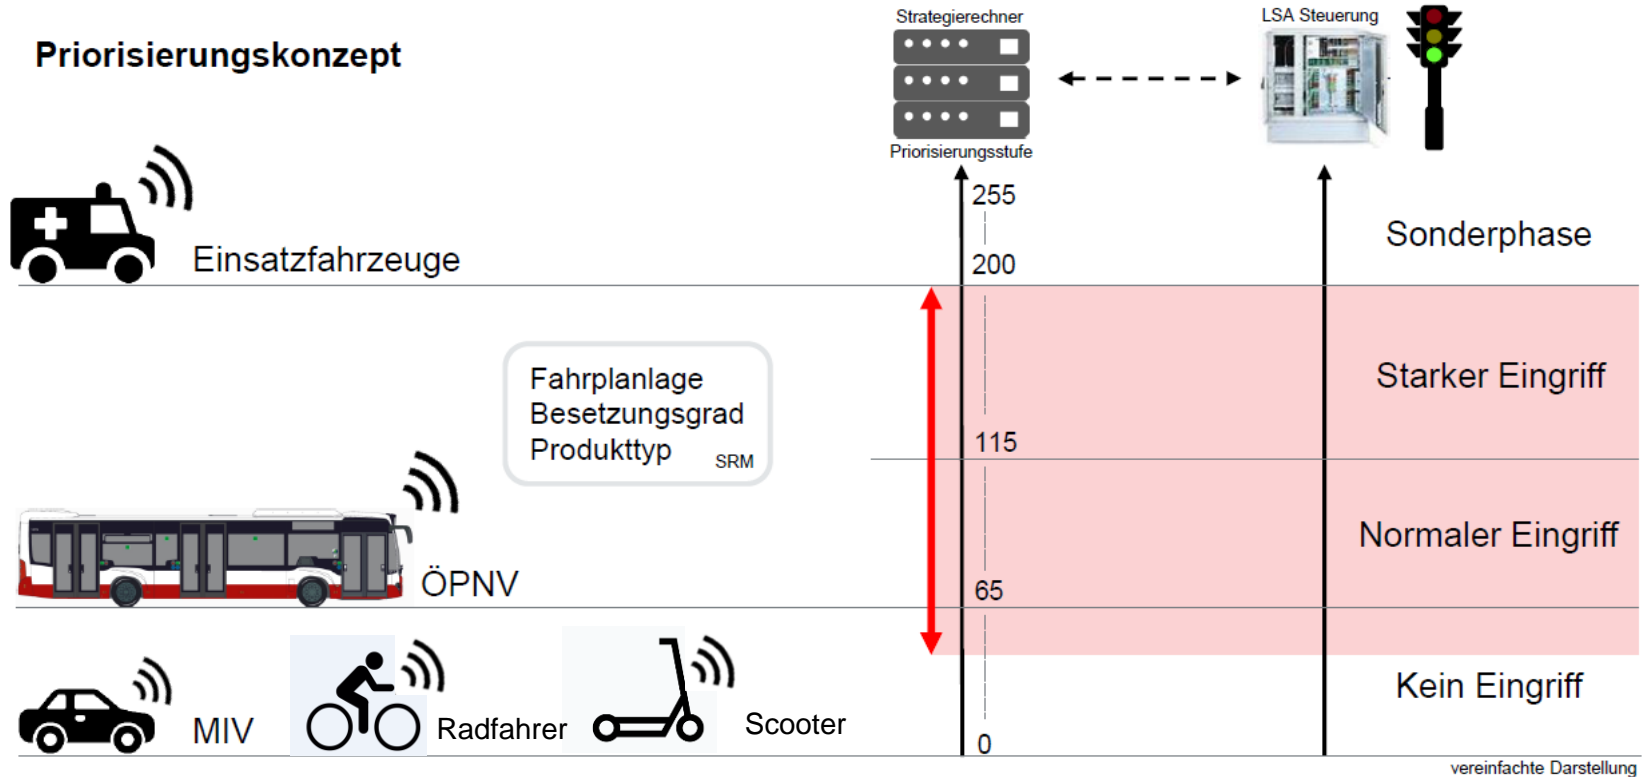 Priorisierungskonzept
Strategierechner
LSA Steuerung
Priorisierungsstufe
255
200
Einsatzfahrzeuge
Sonderphase
Fahrplanlage
Besetzungsgrad
Produkttyp
SRM
Starker Eingriff
115
Normaler Eingriff
ÖPNV
65
Kein Eingriff
MIV
Radfahrer
Scooter
0
vereinfachte Darstellung